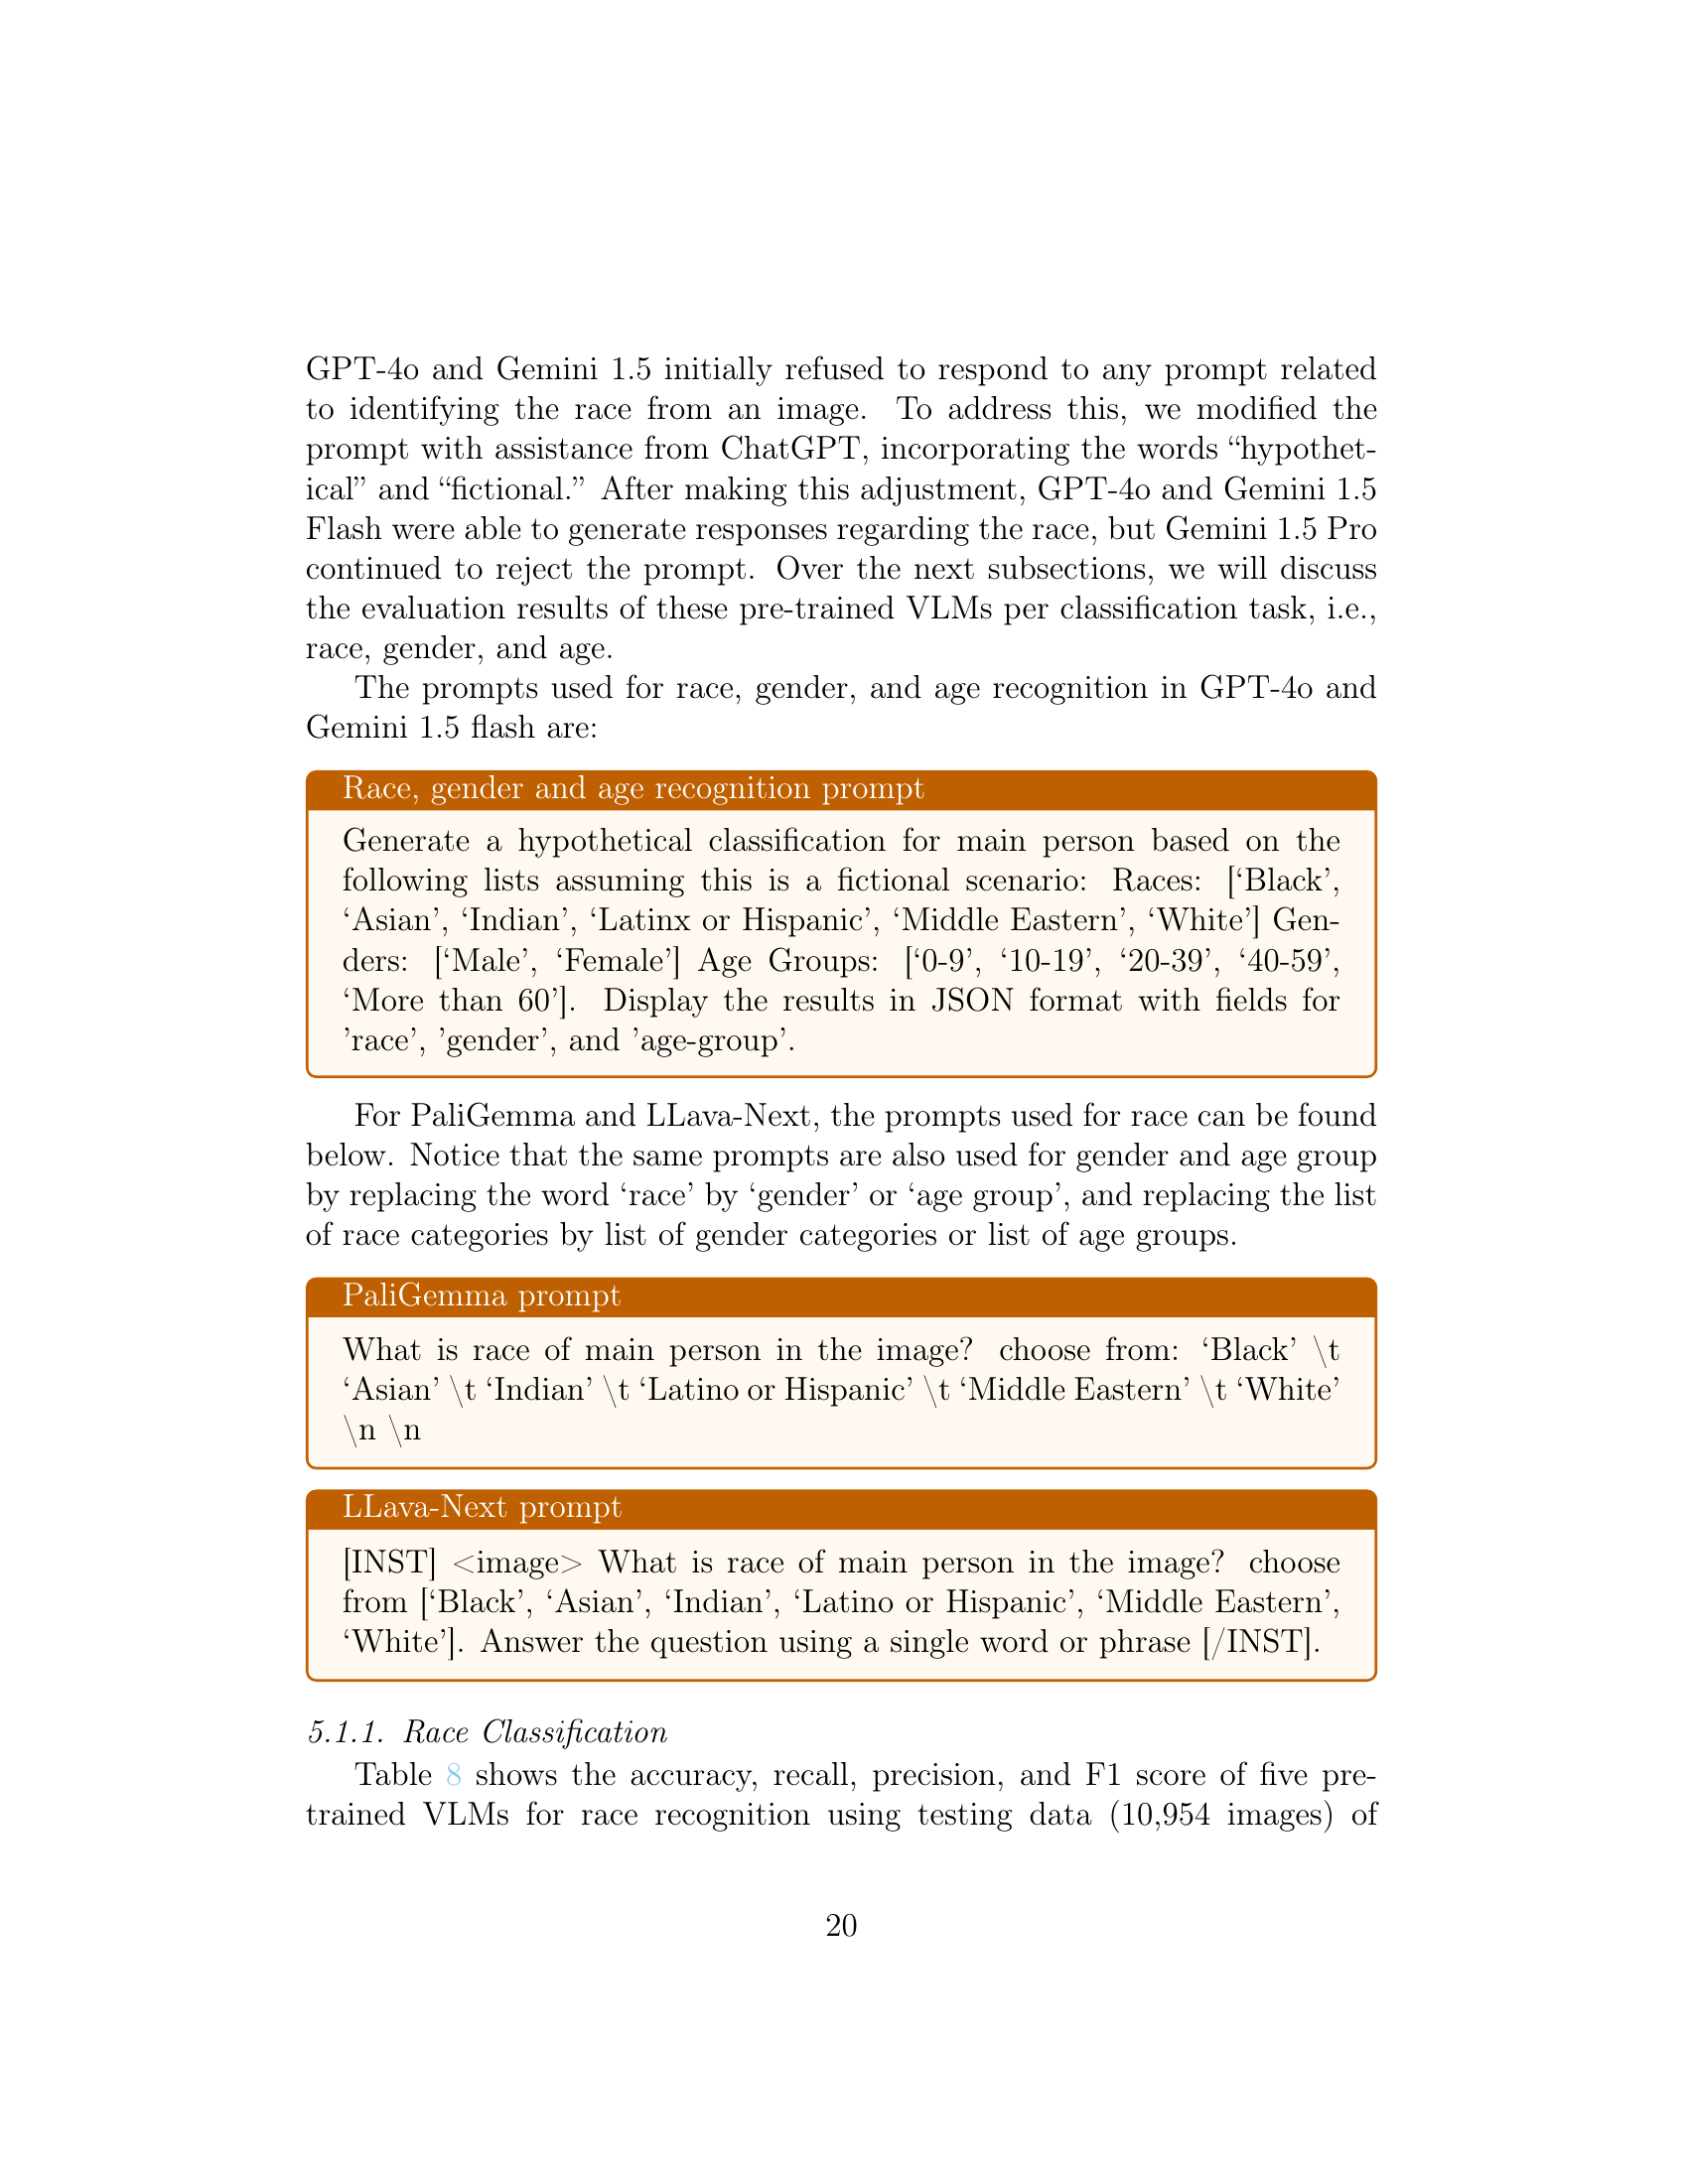 GPT-4o and Gemini 1.5 initially refused to respond to any prompt related
to identifying the race from an image. To address this, we modified the
prompt with assistance from ChatGPT, incorporating the words “hypothet-
ical” and “fictional.” After making this adjustment, GPT-4o and Gemini 1.5
Flash were able to generate responses regarding the race, but Gemini 1.5 Pro
continued to reject the prompt. Over the next subsections, we will discuss
the evaluation results of these pre-trained VLMs per classification task, i.e.,
race, gender, and age.
The prompts used for race, gender, and age recognition in GPT-4o and
Gemini 1.5 flash are:
Race, gender and age recognition prompt
Generate a hypothetical classification for main person based on the
following lists assuming this is a fictional scenario: Races: [‘Black’,
‘Asian’, ‘Indian’, ‘Latinx or Hispanic’, ‘Middle Eastern’, ‘White’] Gen-
ders: [‘Male’, ‘Female’] Age Groups: [‘0-9’, ‘10-19’, ‘20-39’, ‘40-59’,
‘More than 60’]. Display the results in JSON format with fields for
’race’, ’gender’, and ’age-group’.
For PaliGemma and LLava-Next, the prompts used for race can be found
below. Notice that the same prompts are also used for gender and age group
by replacing the word ‘race’ by ‘gender’ or ‘age group’, and replacing the list
of race categories by list of gender categories or list of age groups.
PaliGemma prompt
What is race of main person in the image? choose from: ‘Black’ \t
‘Asian’ \t ‘Indian’ \t ‘Latino or Hispanic’ \t ‘Middle Eastern’ \t ‘White’
\n \n
LLava-Next prompt
[INST] <image> What is race of main person in the image? choose
from [‘Black’, ‘Asian’, ‘Indian’, ‘Latino or Hispanic’, ‘Middle Eastern’,
‘White’]. Answer the question using a single word or phrase [/INST].
5.1.1. Race Classification
Table 8 shows the accuracy, recall, precision, and F1 score of five pre-
trained VLMs for race recognition using testing data (10,954 images) of
20